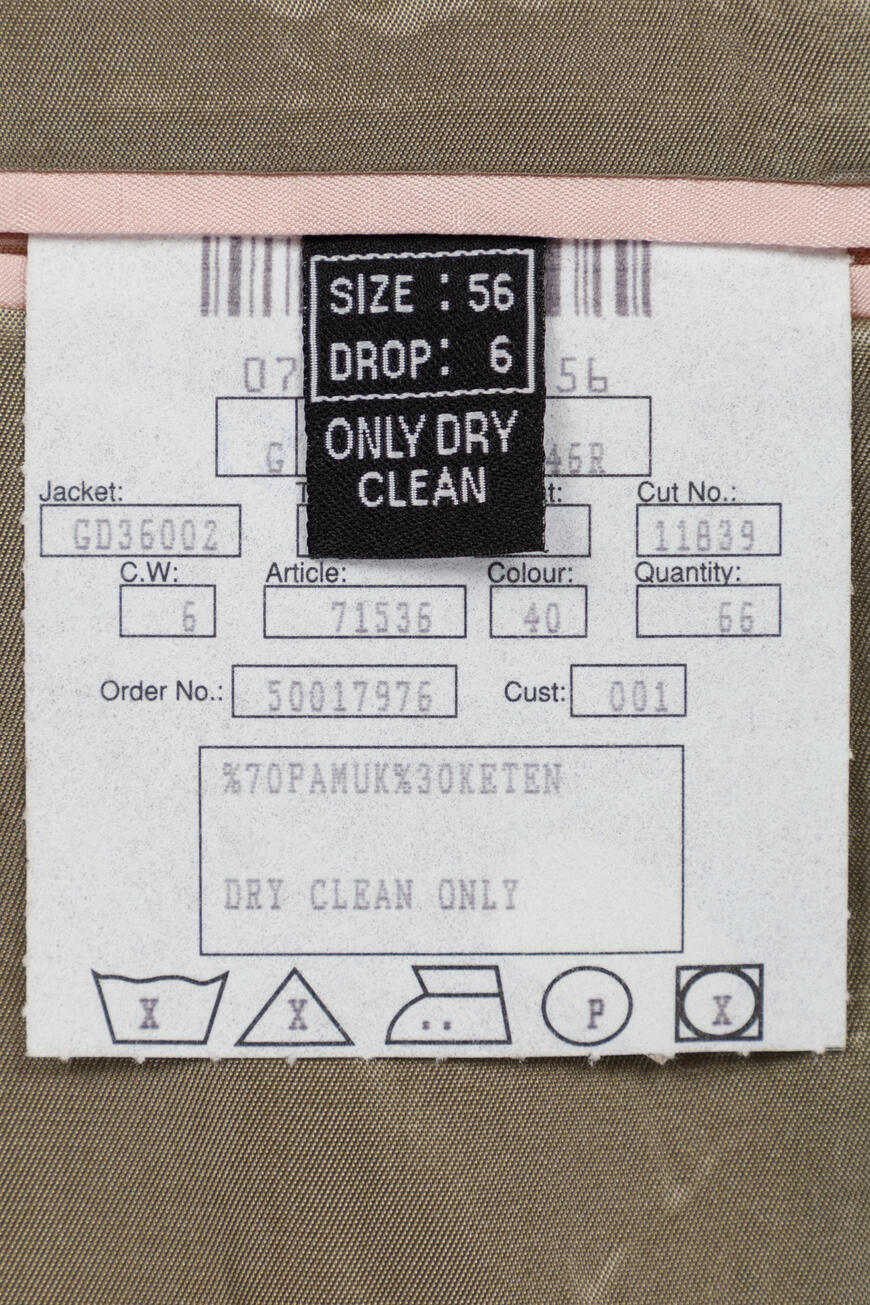 SIZE : 56
DROP: 6
ONLY DRY
CLEAN
07 56
G 46R
Jacket: Cut No.:
GD36002 11839
C.W: Article: Colour: Quantity:
6 71536 40 66
Order No.: 50017976 Cust: 001
%70PAMUK%30KETEN
DRY CLEAN ONLY
X X P X